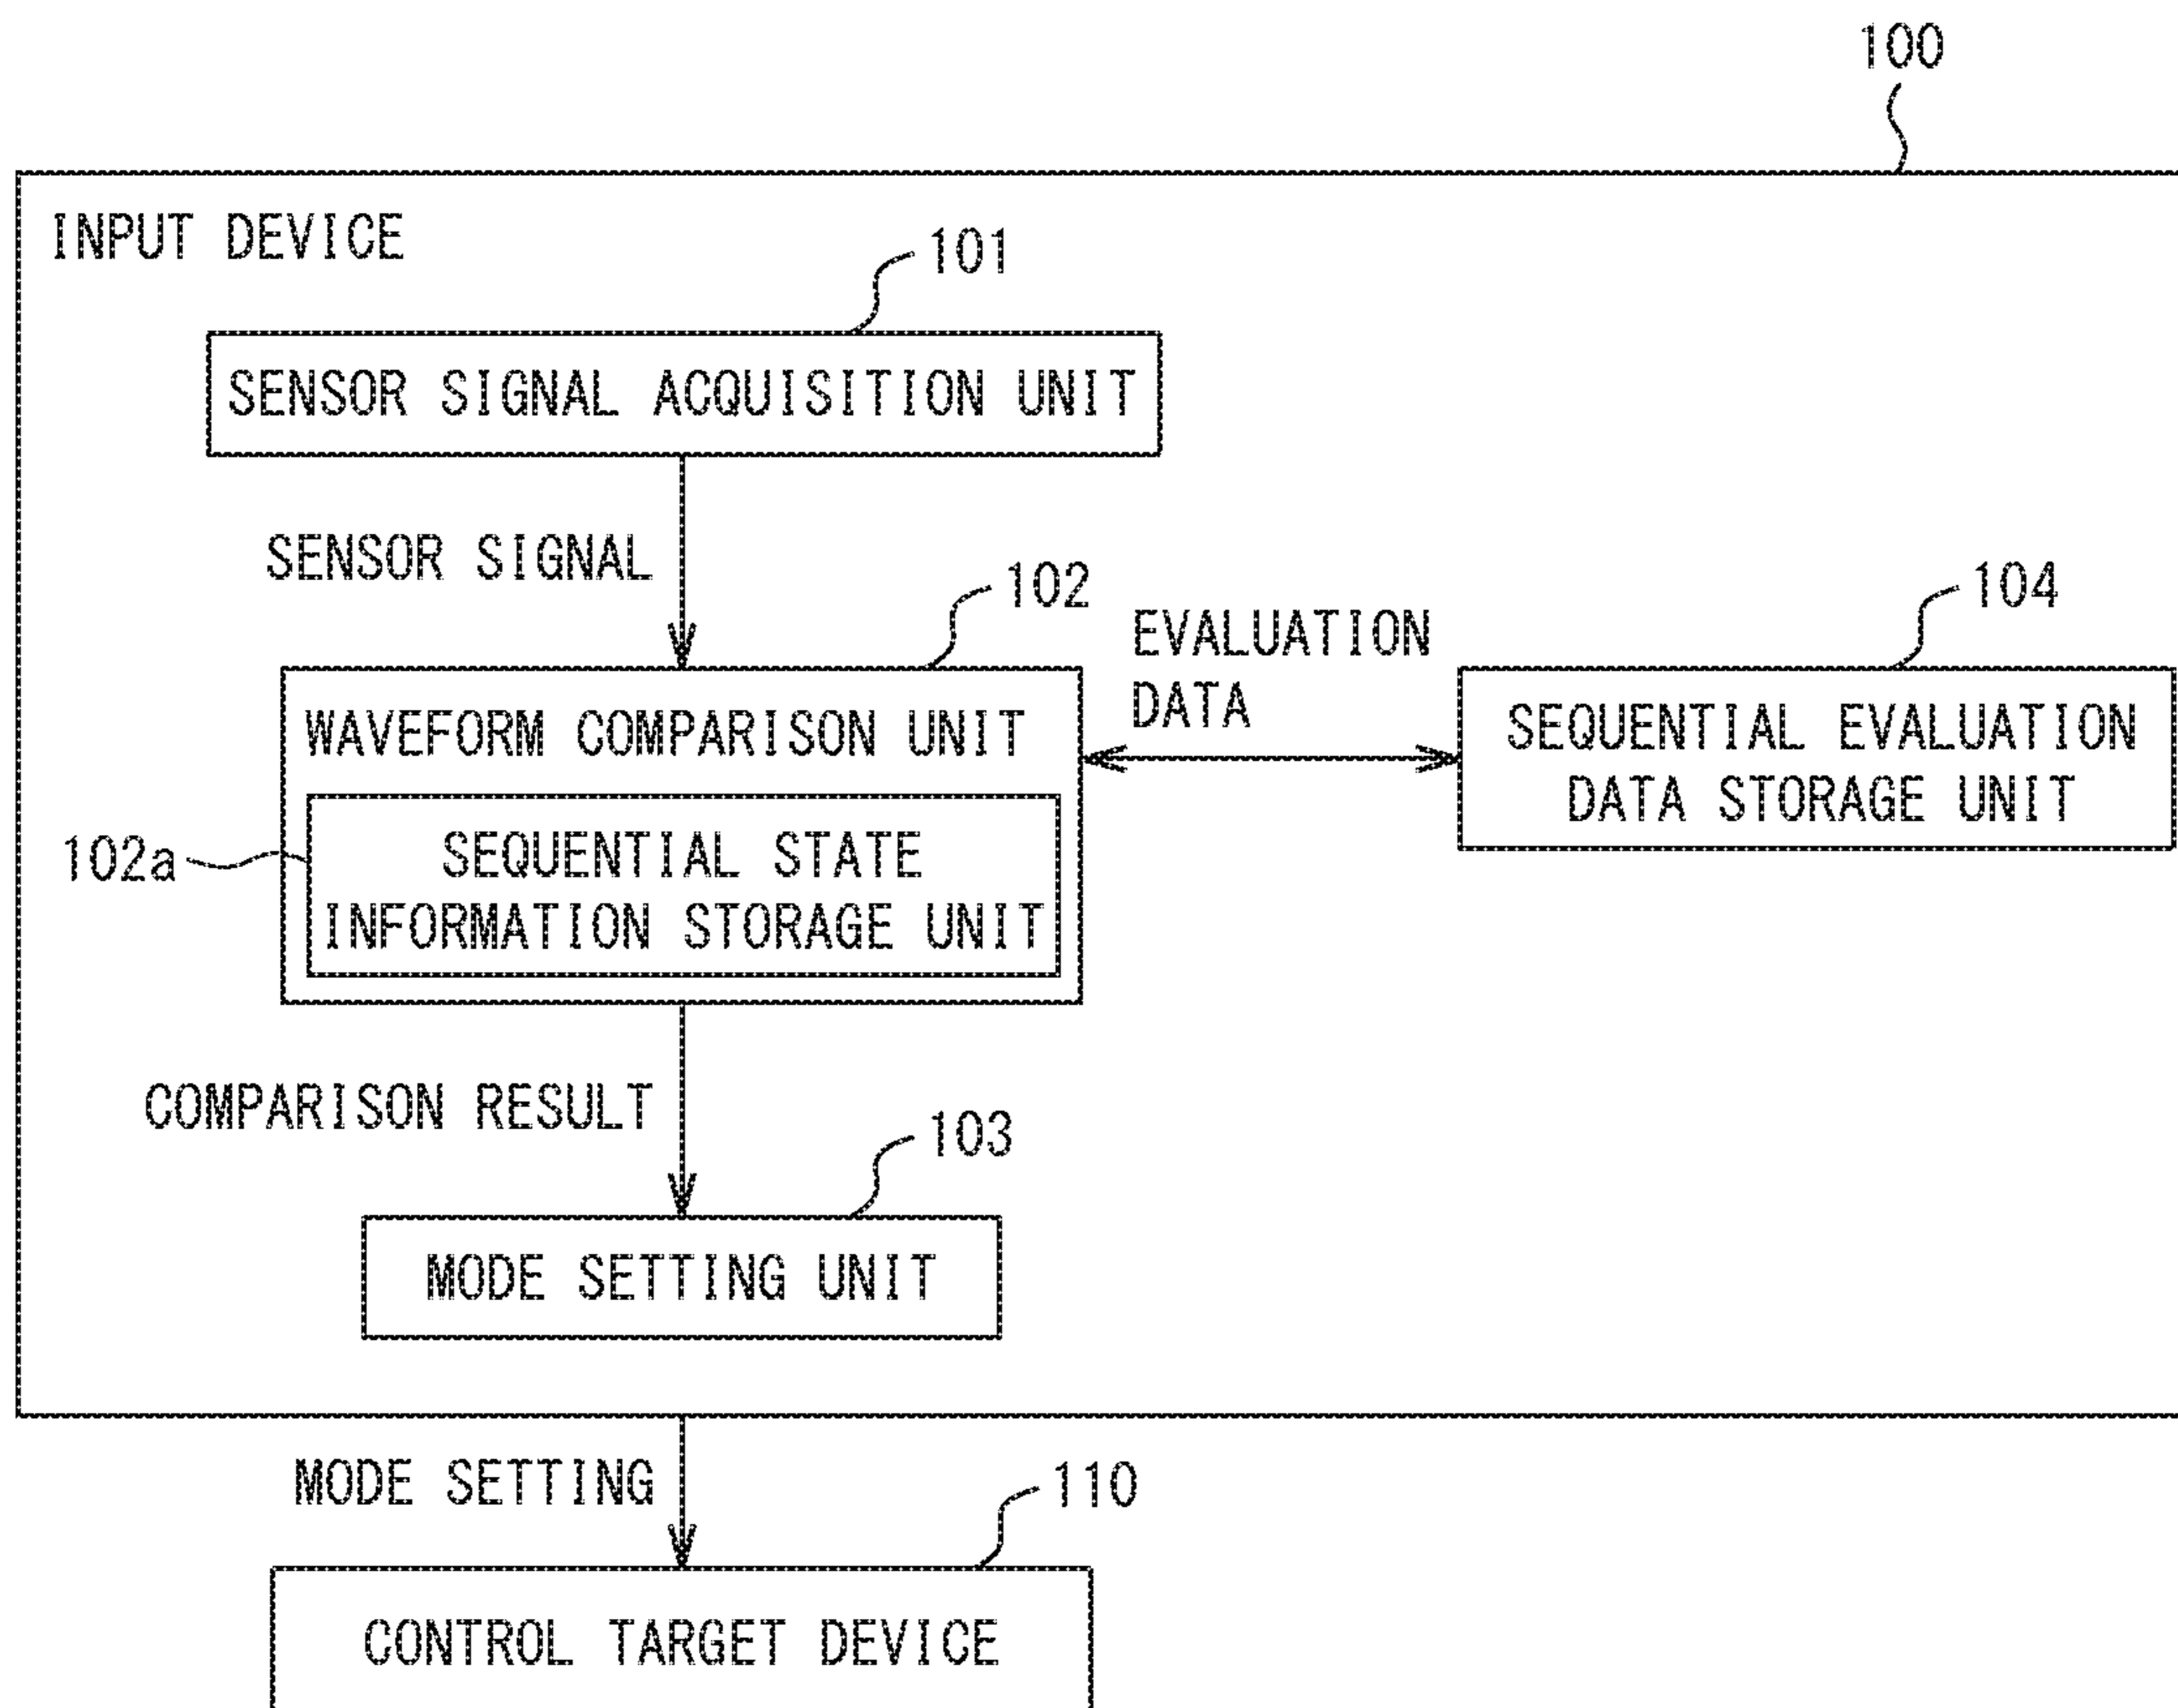 100
INPUT DEVICE
101
SENSOR SIGNAL ACQUISITION UNIT
SENSOR SIGNAL
102
EVALUATION
DATA
104
WAVEFORM COMPARISON UNIT
SEQUENTIAL EVALUATION
DATA STORAGE UNIT
102a
SEQUENTIAL STATE
INFORMATION STORAGE UNIT
COMPARISON RESULT
103
MODE SETTING UNIT
MODE SETTING
110
CONTROL TARGET DEVICE